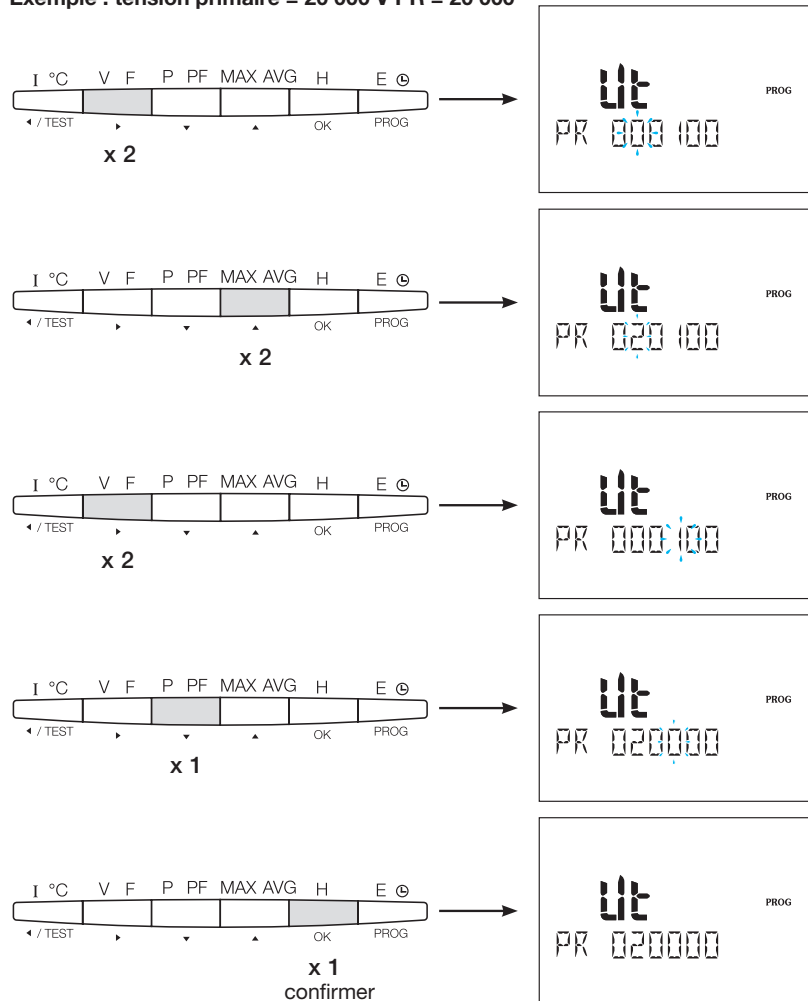 Exemple : tension primaire = 20 000 V PR = 20 000
I °C V F P PF MAX AVG H E
/ TEST OK PROG
x 2
Ut PROG
PR 000100
I °C V F P PF MAX AVG H E
/ TEST OK PROG
x 2
Ut PROG
PR 020100
I °C V F P PF MAX AVG H E
/ TEST OK PROG
x 2
Ut PROG
PR 000100
I °C V F P PF MAX AVG H E
/ TEST OK PROG
x 1
Ut PROG
PR 020000
I °C V F P PF MAX AVG H E
/ TEST OK PROG
x 1
confirmer
Ut PROG
PR 020000